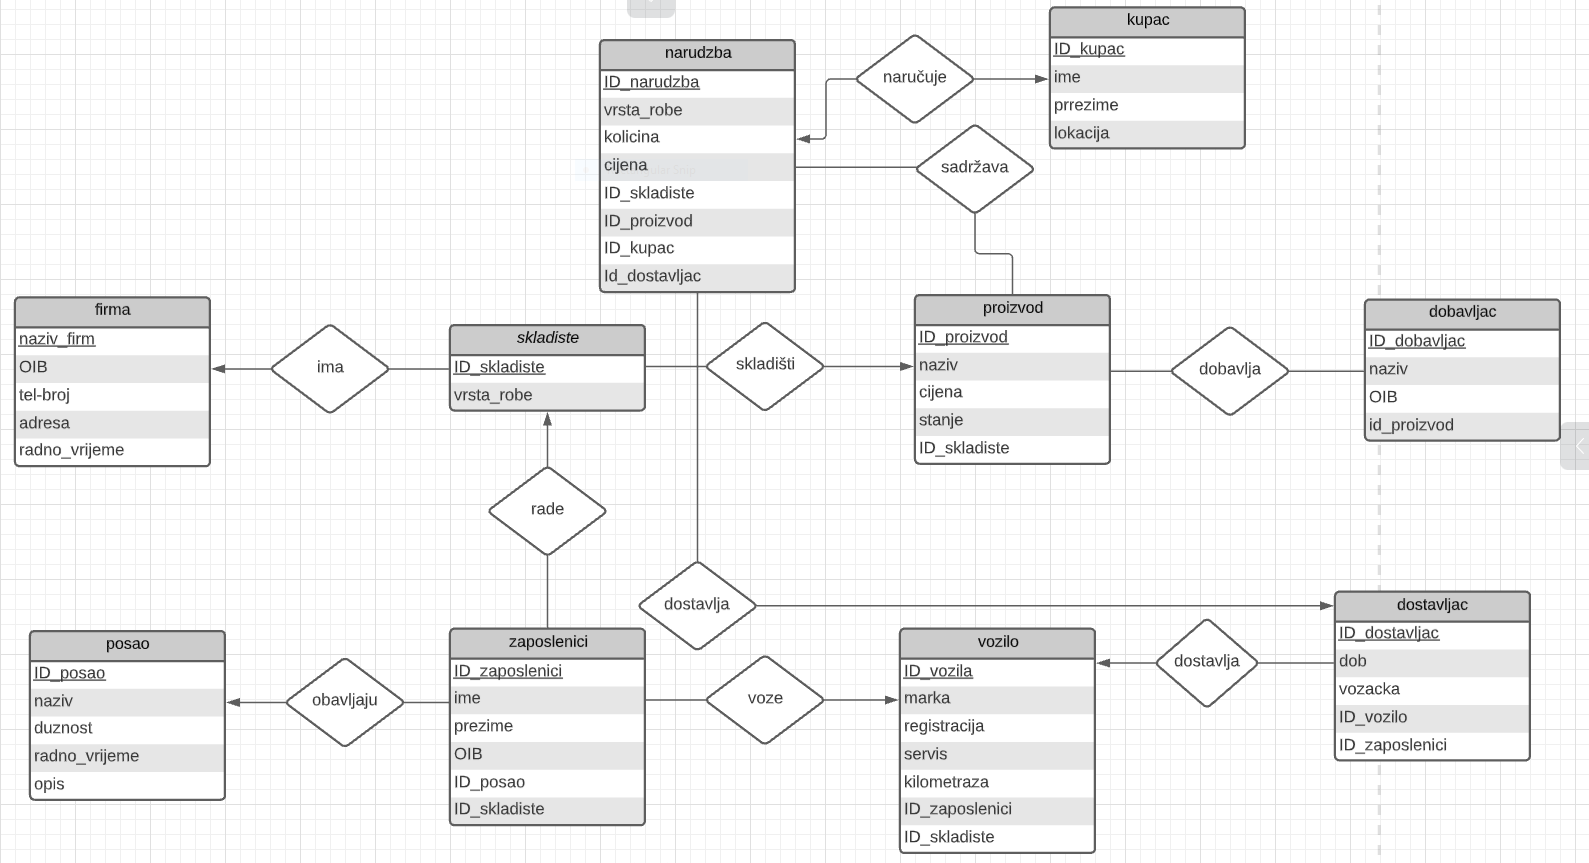 narudzba
ID_narudzba
vrsta_robe
kolicina
cijena
ID_skladiste
ID_proizvod
ID_kupac
Id_dostavljac
naručuje
kupac
ID_kupac
ime
prrezime
lokacija
sadržava
firma
naziv_firm
OIB
tel-broj
adresa
radno_vrijeme
ima
skladiste
ID_skladiste
vrsta_robe
skladišti
proizvod
ID_proizvod
naziv
cijena
stanje
ID_skladiste
dobavlja
dobavljac
ID_dobavljac
naziv
OIB
id_proizvod
rade
dostavlja
posao
ID_posao
naziv
duznost
radno_vrijeme
opis
obavljaju
zaposlenici
ID_zaposlenici
ime
prezime
OIB
ID_posao
ID_skladiste
voze
vozilo
ID_vozila
marka
registracija
servis
kilometraza
ID_zaposlenici
ID_skladiste
dostavlja
dostavljac
ID_dostavljac
dob
vozacka
ID_vozilo
ID_zaposlenici